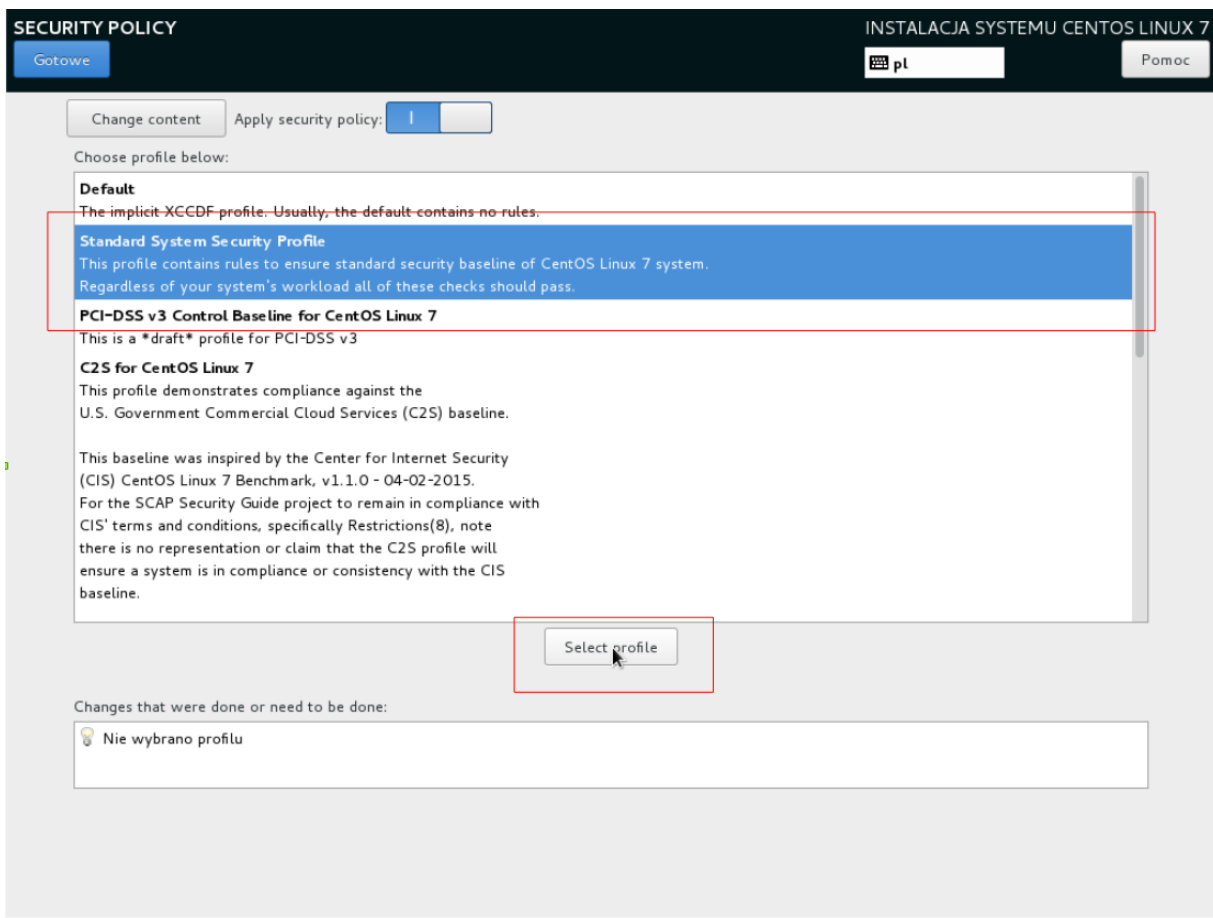 SECURITY POLICY
INSTALACJA SYSTEMU CENTOS LINUX 7
Gotowe
pl
Pomoc
Change content
Apply security policy:
Choose profile below:
Default
The implicit XCCDF profile. Usually, the default contains no rules.
Standard System Security Profile
This profile contains rules to ensure standard security baseline of CentOS Linux 7 system.
Regardless of your system's workload all of these checks should pass.
PCI-DSS v3 Control Baseline for CentOS Linux 7
This is a *draft* profile for PCI-DSS v3
C2S for CentOS Linux 7
This profile demonstrates compliance against the
U.S. Government Commercial Cloud Services (C2S) baseline.
This baseline was inspired by the Center for Internet Security
(CIS) CentOS Linux 7 Benchmark, v1.1.0 - 04-02-2015.
For the SCAP Security Guide project to remain in compliance with
CIS' terms and conditions, specifically Restrictions(8), note
there is no representation or claim that the C2S profile will
ensure a system is in compliance or consistency with the CIS
baseline.
Select profile
Changes that were done or need to be done:
Nie wybrano profilu